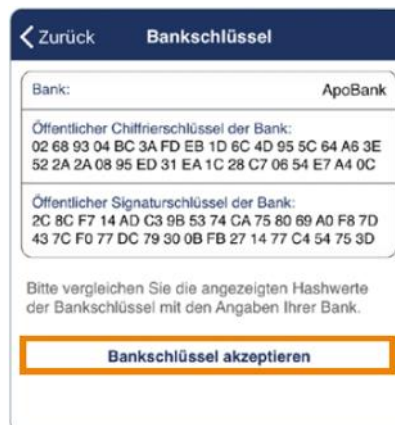 Zurück Bankschlüssel
Bank: ApoBank
Öffentlicher Chiffrierschlüssel der Bank:
02 68 93 04 BC 3A FD EB 1D 6C 4D 95 5C 64 A6 3E
52 2A 2A 08 95 ED 31 EA 1C 28 C7 06 54 E7 A4 0C
Öffentlicher Signaturschlüssel der Bank:
2C 8C F7 14 AD C3 9B 53 74 CA 75 80 69 A0 F8 7D
43 7C F0 77 DC 79 30 0B FB 27 14 77 C4 54 75 3D
Bitte vergleichen Sie die angezeigten Hashwerte
der Bankschlüssel mit den Angaben Ihrer Bank.
Bankschlüssel akzeptieren